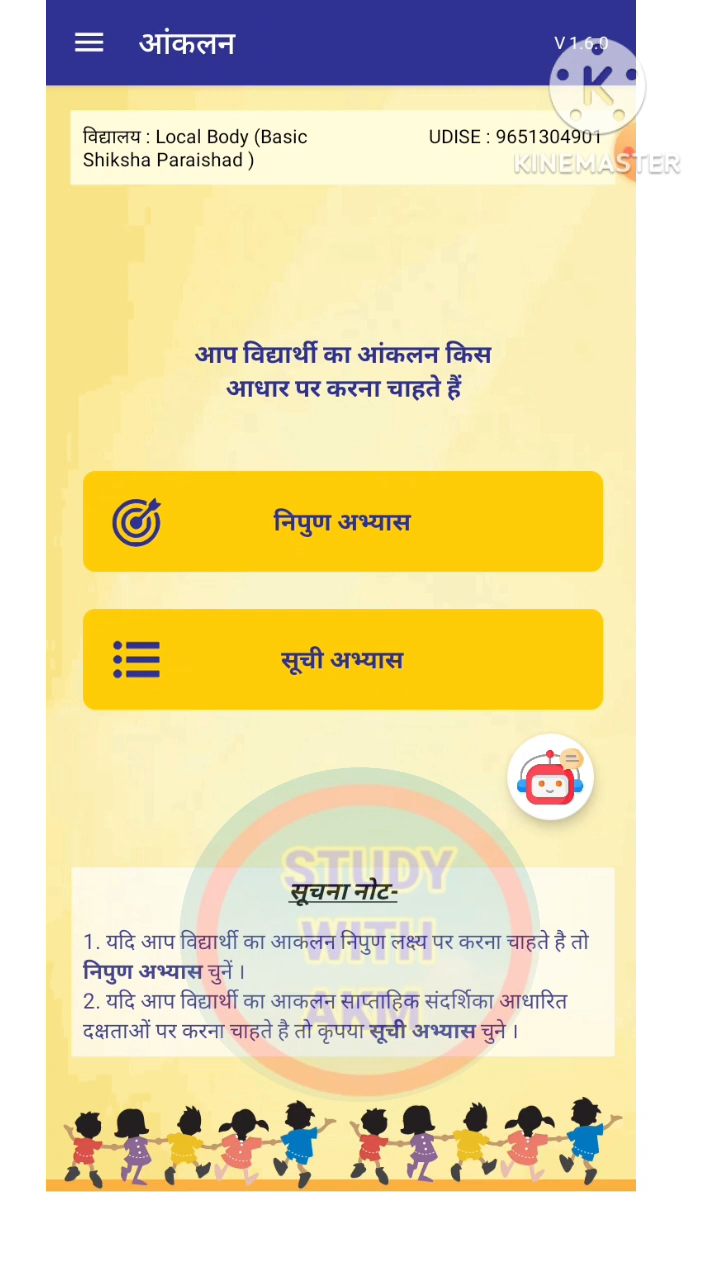 आंकलन
V 1.6.0
विद्यालय : Local Body (Basic
Shiksha Paraishad )
UDISE : 9651304901
KINEMASTER
आप विद्यार्थी का आंकलन किस
आधार पर करना चाहते हैं
निपुण अभ्यास
सूची अभ्यास
STUDY
WITH
AKM
सूचना नोट-
1. यदि आप विद्यार्थी का आकलन निपुण लक्ष्य पर करना चाहते है तो
निपुण अभ्यास चुनें ।
2. यदि आप विद्यार्थी का आकलन साप्ताहिक संदर्शिका आधारित
दक्षताओं पर करना चाहते है तो कृपया सूची अभ्यास चुने ।